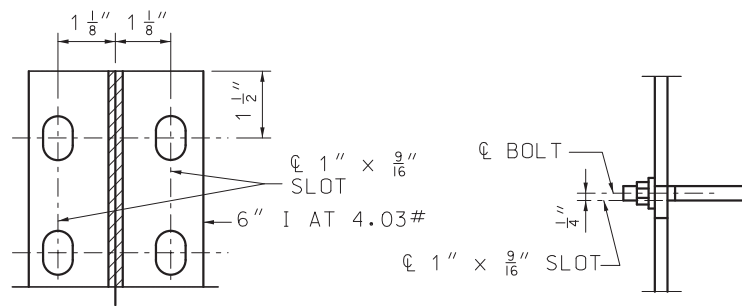 1 1/8" 1 1/8"
1 1/2"
℄ 1" x 9/16"
SLOT
6" I AT 4.03#
℄ BOLT
1/4"
℄ 1" x 9/16" SLOT